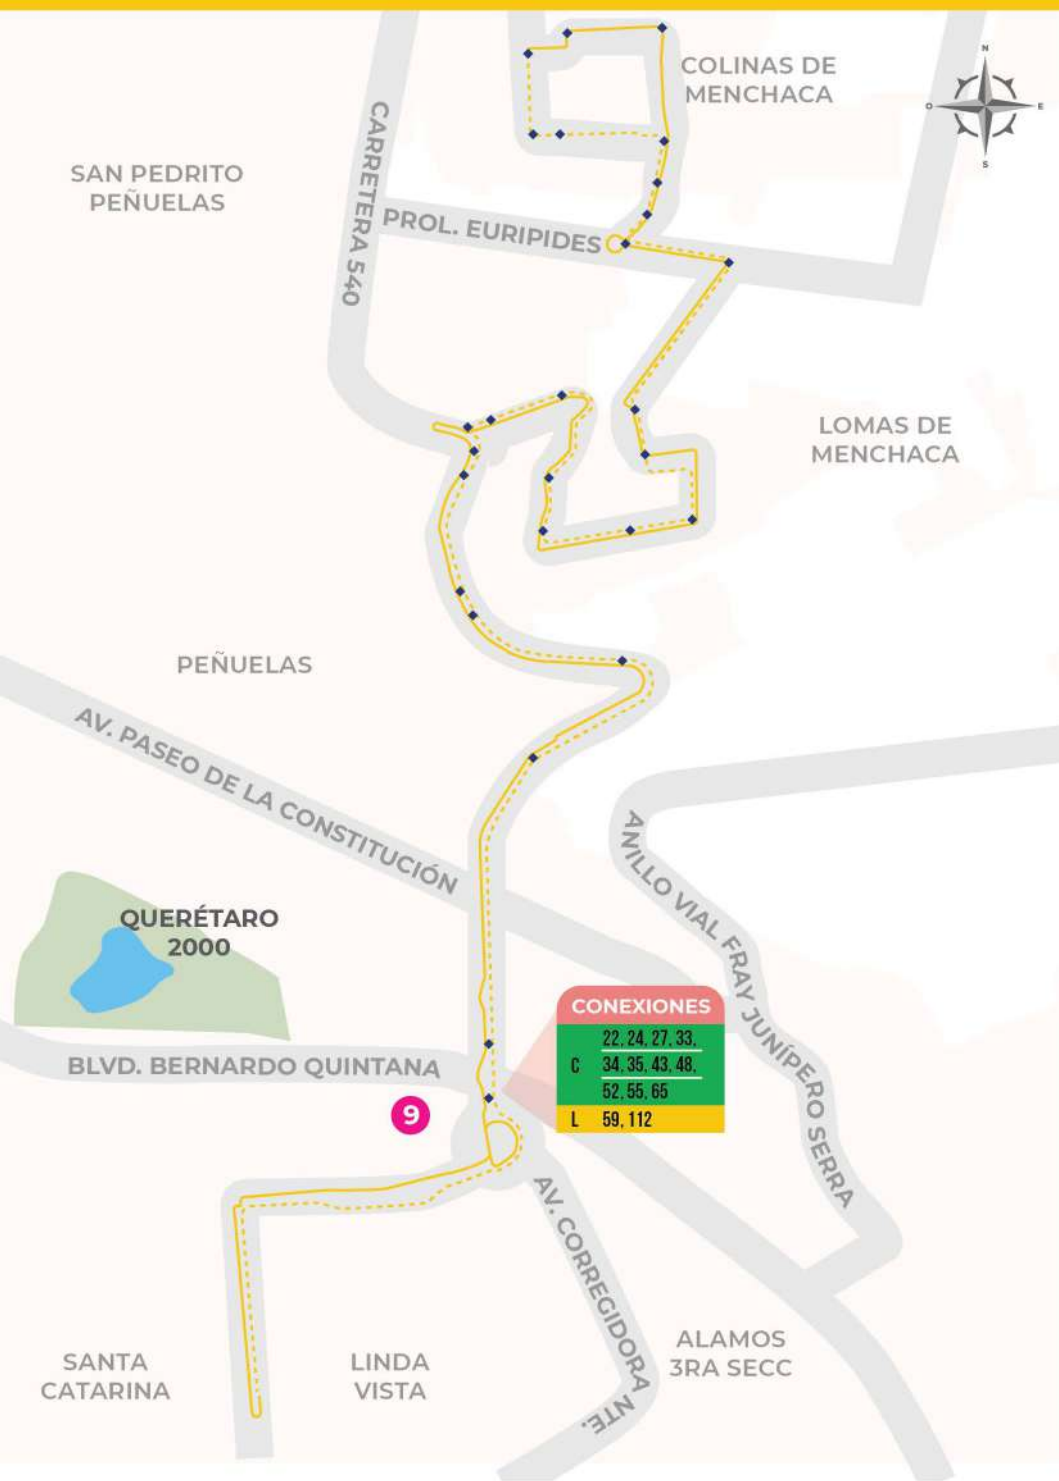 N
O
E
S
COLINAS DE
MENCHACA
SAN PEDRITO
PEÑUELAS
CARRETERA 540
PROL. EURIPIDES
LOMAS DE
MENCHACA
PEÑUELAS
AV. PASEO DE LA CONSTITUCIÓN
ANILLO VIAL FRAY JUNÍPERO SERRA
QUERÉTARO
2000
CONEXIONES
22, 24, 27, 33,
C 34, 35, 43, 48,
52, 55, 65
L 59, 112
BLVD. BERNARDO QUINTANA
9
AV. CORREGIDORA NTE.
SANTA
CATARINA
LINDA
VISTA
ALAMOS
3RA SECC